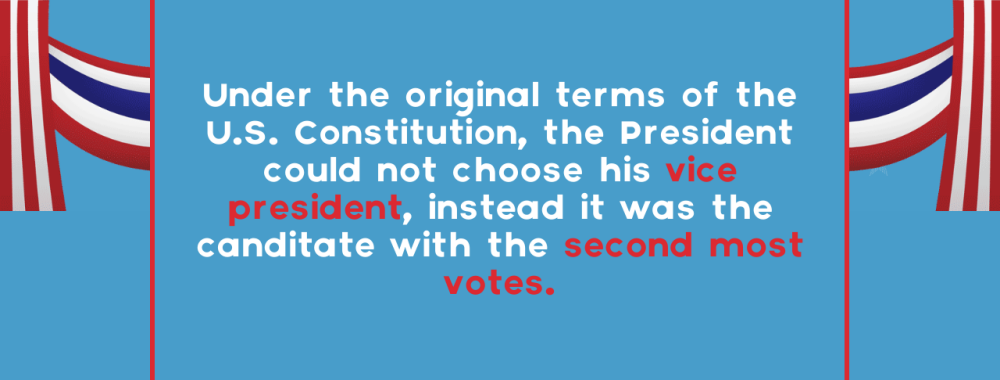 Under the original terms of the
U.S. Constitution, the President
could not choose his vice
president, instead it was the
canditate with the second most
votes.